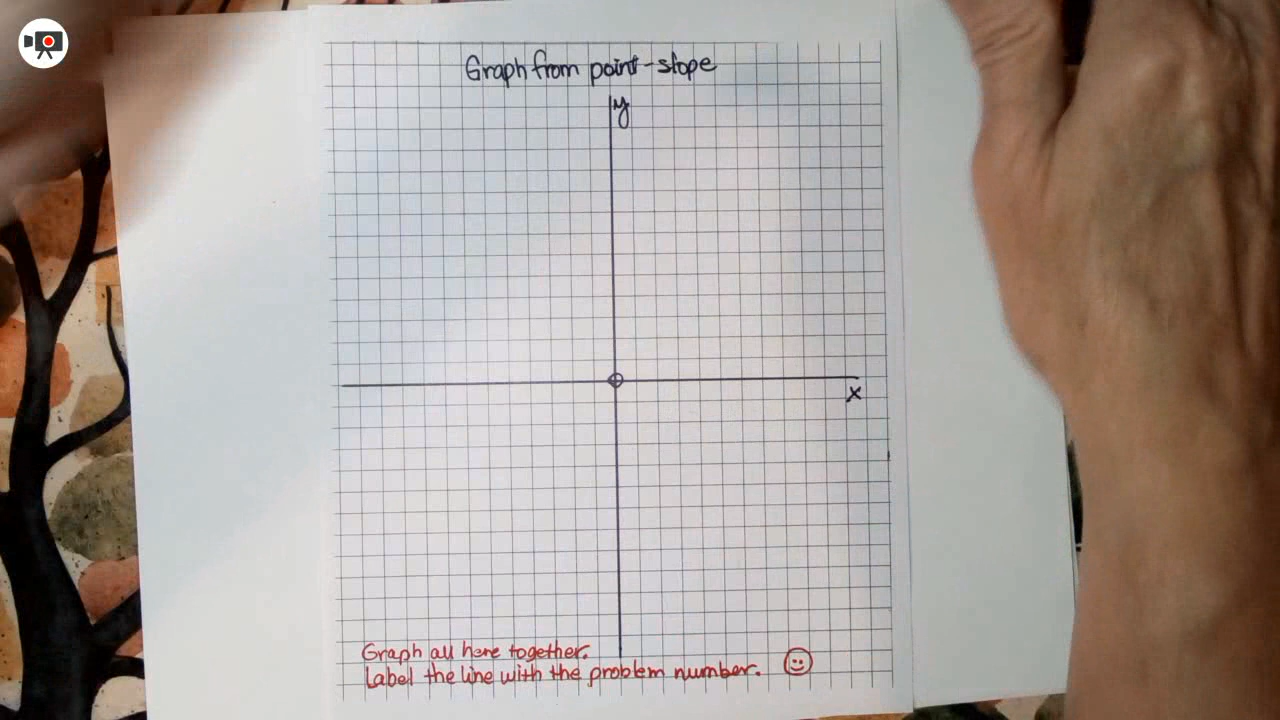 Graph from point-slope
y
x
Graph all here together.
Label the line with the problem number.